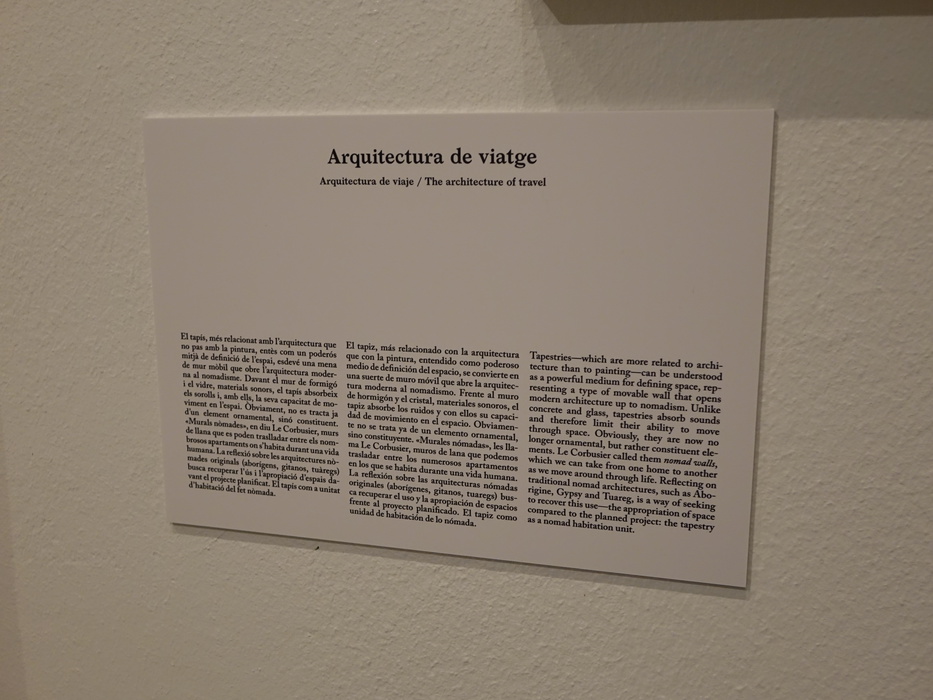 Arquitectura de viatge
Arquitectura de viaje / The architecture of travel
El tapís, més relacionat amb l'arquitectura que
no pas amb la pintura, entès com un poderós
mitjà de definició de l'espai, esdevé una mena
de mur mòbil que obre l'arquitectura moder-
na al nomadisme. Davant el mur de formigó
i el vidre, materials sonors, el tapís absorbeix
els sorolls i, amb ells, la seva capacitat de mo-
viment en l'espai. Òbviament, no es tracta ja
d'un element ornamental, sinó constituent.
«Murals nòmades», en diu Le Corbusier, murs
de llana que es poden traslladar entre els nom-
brosos apartaments on s'habita durant una vida
humana. La reflexió sobre les arquitectures nò-
mades originals (aborígens, gitanos, tuàregs)
busca recuperar l'ús i l'apropiació d'espais da-
vant el projecte planificat. El tapís com a unitat
d'habitació del fet nòmada.
El tapiz, más relacionado con la arquitectura
que con la pintura, entendido como poderoso
medio de definición del espacio, se convierte en
una suerte de muro móvil que abre la arquitec-
tura moderna al nomadismo. Frente al muro
de hormigón y el cristal, materiales sonoros, el
tapiz absorbe los ruidos y con ellos su capaci-
dad de movimiento en el espacio. Obviamen-
te no se trata ya de un elemento ornamental,
sino constituyente. «Murales nómadas», les lla-
ma Le Corbusier, muros de lana que podemos
trasladar entre los numerosos apartamentos
en los que se habita durante una vida humana.
La reflexión sobre las arquitecturas nómadas
originales (aborígenes, gitanos, tuaregs) bus-
ca recuperar el uso y la apropiación de espacios
frente al proyecto planificado. El tapiz como
unidad de habitación de lo nómada.
Tapestries—which are more related to archi-
tecture than to painting—can be understood
as a powerful medium for defining space, rep-
resenting a type of movable wall that opens
modern architecture up to nomadism. Unlike
concrete and glass, tapestries absorb sounds
and therefore limit their ability to move
through space. Obviously, they are now no
longer ornamental, but rather constituent ele-
ments. Le Corbusier called them nomad walls,
which we can take from one home to another
as we move around through life. Reflecting on
traditional nomad architectures, such as Abo-
rigine, Gypsy and Tuareg, is a way of seeking
to recover this use—the appropriation of space
compared to the planned project: the tapestry
as a nomad habitation unit.